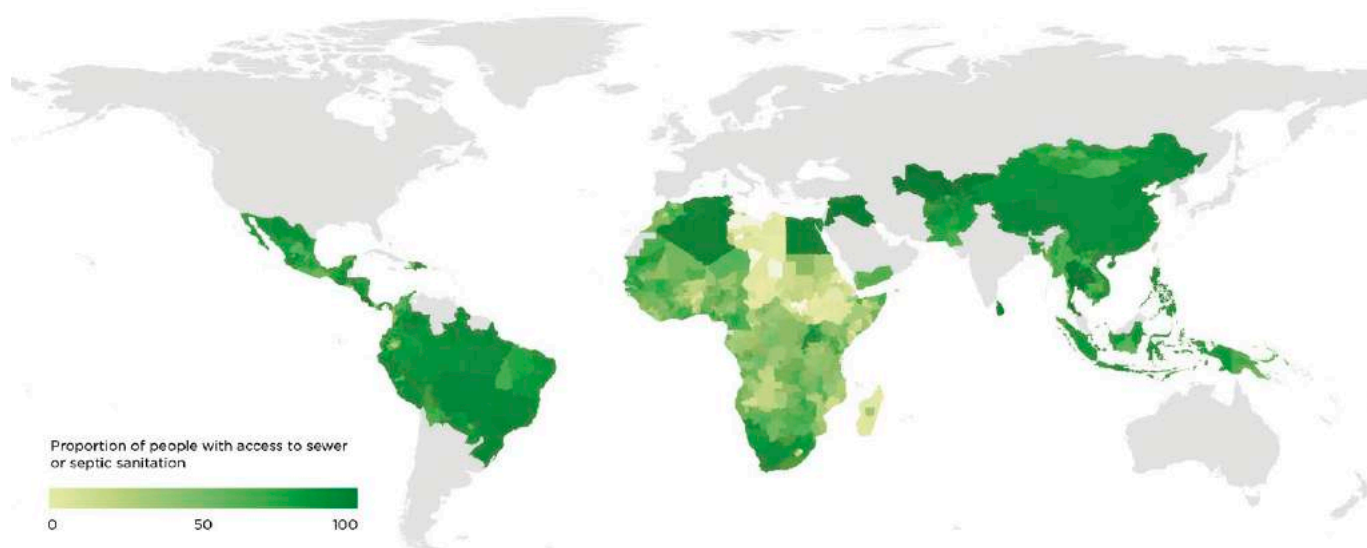 Proportion of people with access to sewer
or septic sanitation
0 50 100